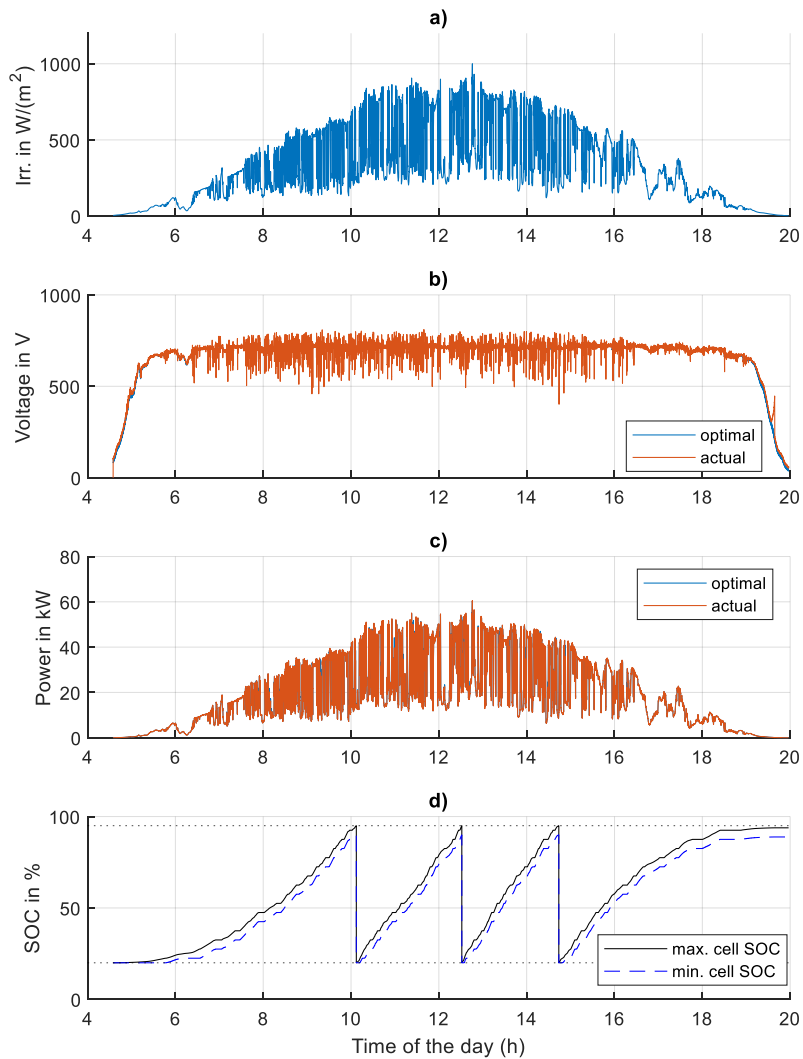 a)
Irr. in W/(m²)
1000
500
0
4 6 8 10 12 14 16 18 20
b)
Voltage in V
1000
500
0
optimal
actual
4 6 8 10 12 14 16 18 20
c)
Power in kW
80
60
40
20
0
optimal
actual
4 6 8 10 12 14 16 18 20
d)
SOC in %
100
50
0
max. cell SOC
min. cell SOC
4 6 8 10 12 14 16 18 20
Time of the day (h)